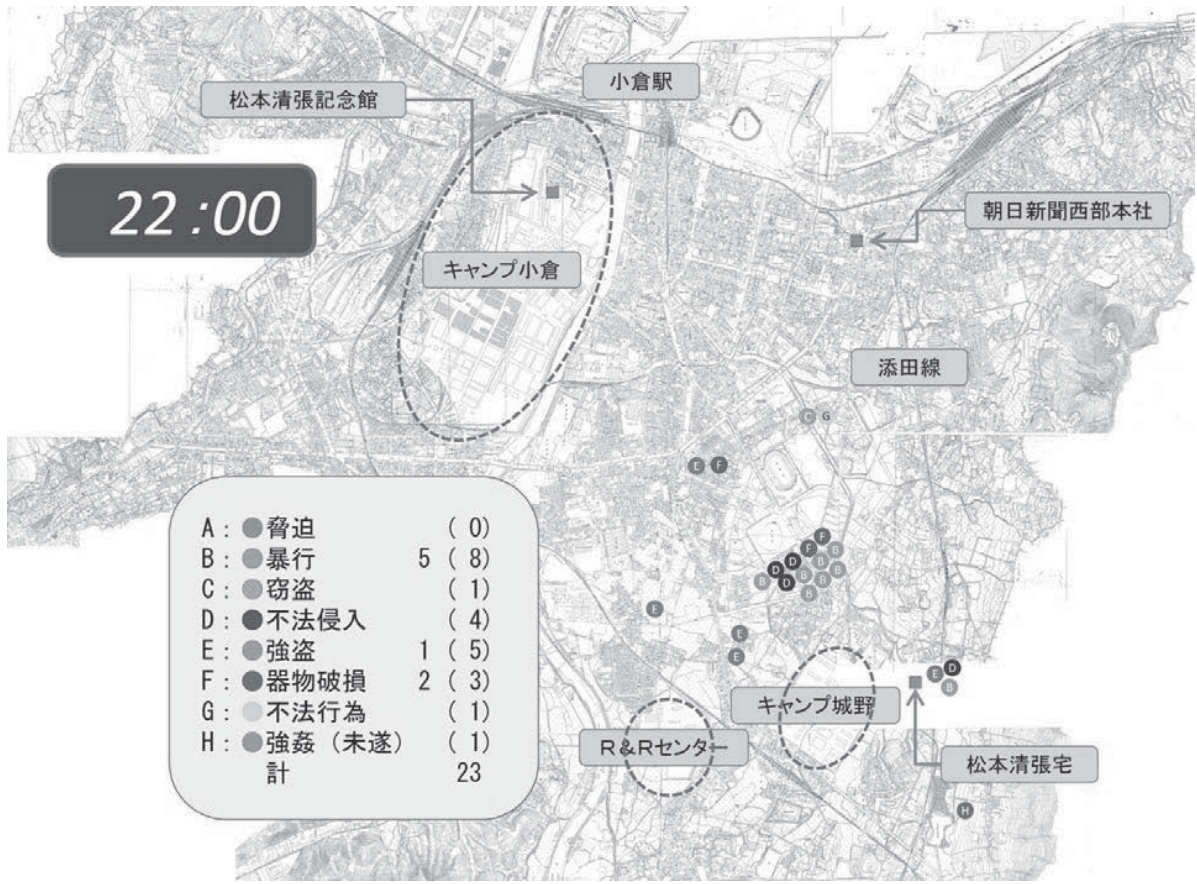 小倉駅
松本清張記念館
22:00
朝日新聞西部本社
キャンプ小倉
添田線
C G
E F
A : 脅迫 ( 0)
B : 暴行 5 ( 8)
C : 窃盗 ( 1)
D : 不法侵入 ( 4)
E : 強盗 1 ( 5)
F : 器物破損 2 ( 3)
G : 不法行為 ( 1)
H : 強姦 (未遂) ( 1)
計 23
F
F B
D B
D B B
B D B
B
E
E
E
E D
B
キャンプ城野
R&Rセンター
松本清張宅
H